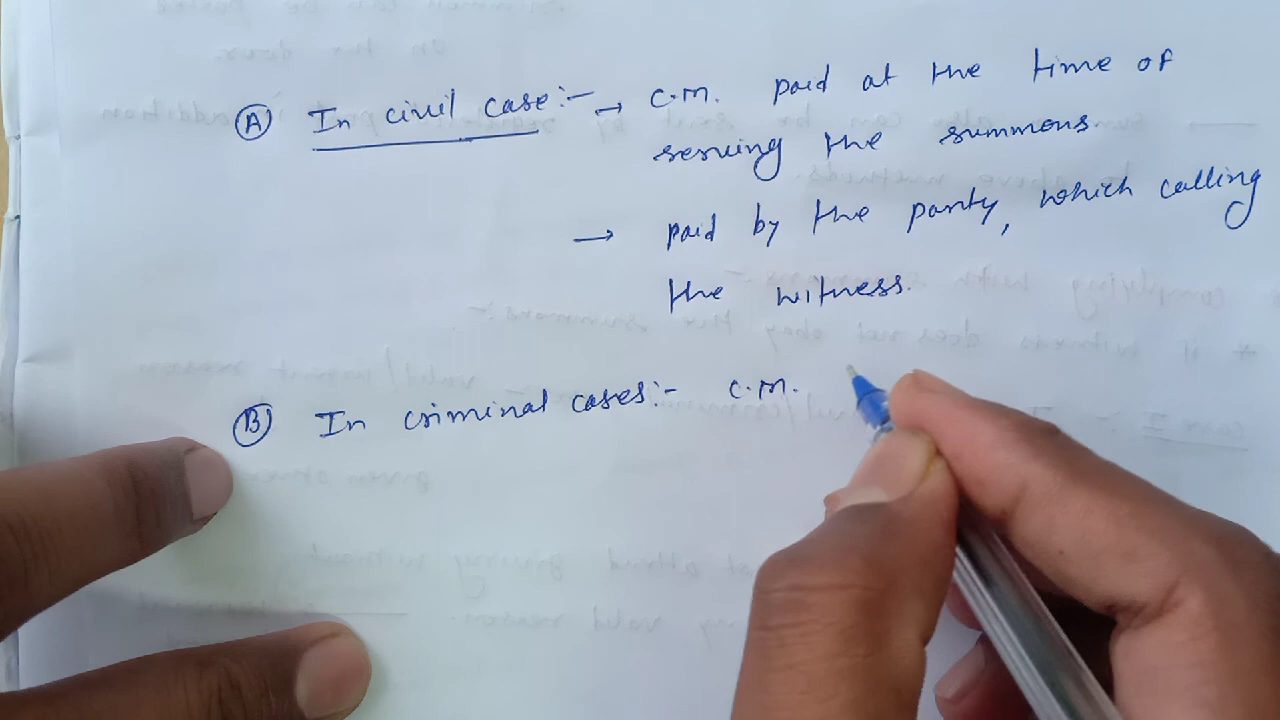 Ⓐ In civil case:- → C.M. paid at the time of
serving the summons
→ paid by the party, which calling
the witness.
Ⓑ In criminal cases:- C.M.